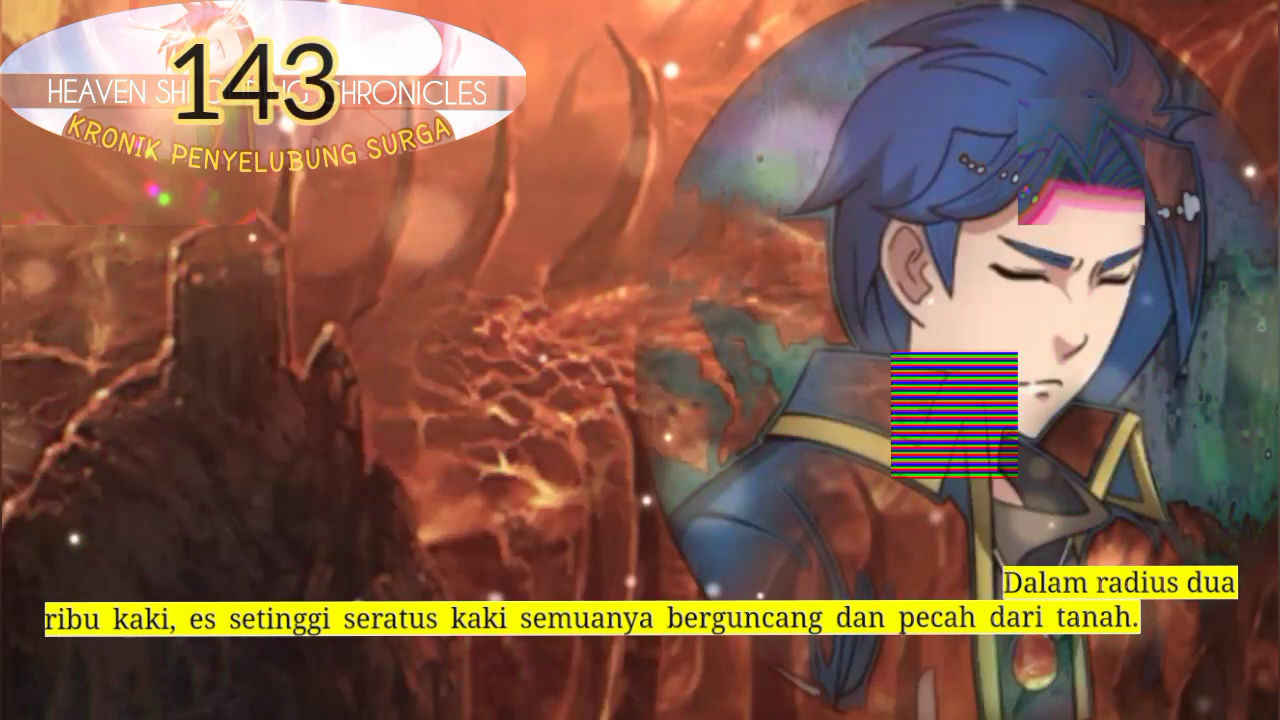 143
HEAVEN CHRONICLES
KRONIK PENYELUBUNG SURGA
Dalam radius dua
ribu kaki, es setinggi seratus kaki semuanya berguncang dan pecah dari tanah.